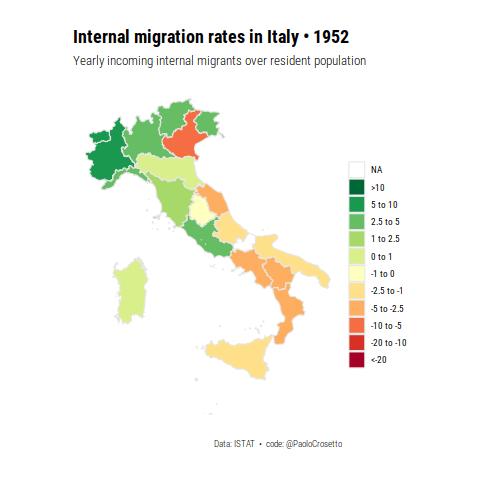 Internal migration rates in Italy • 1952
Yearly incoming internal migrants over resident population
NA
>10
5 to 10
2.5 to 5
1 to 2.5
0 to 1
-1 to 0
-2.5 to -1
-5 to -2.5
-10 to -5
-20 to -10
<-20
Data: ISTAT • code: @PaoloCrosetto